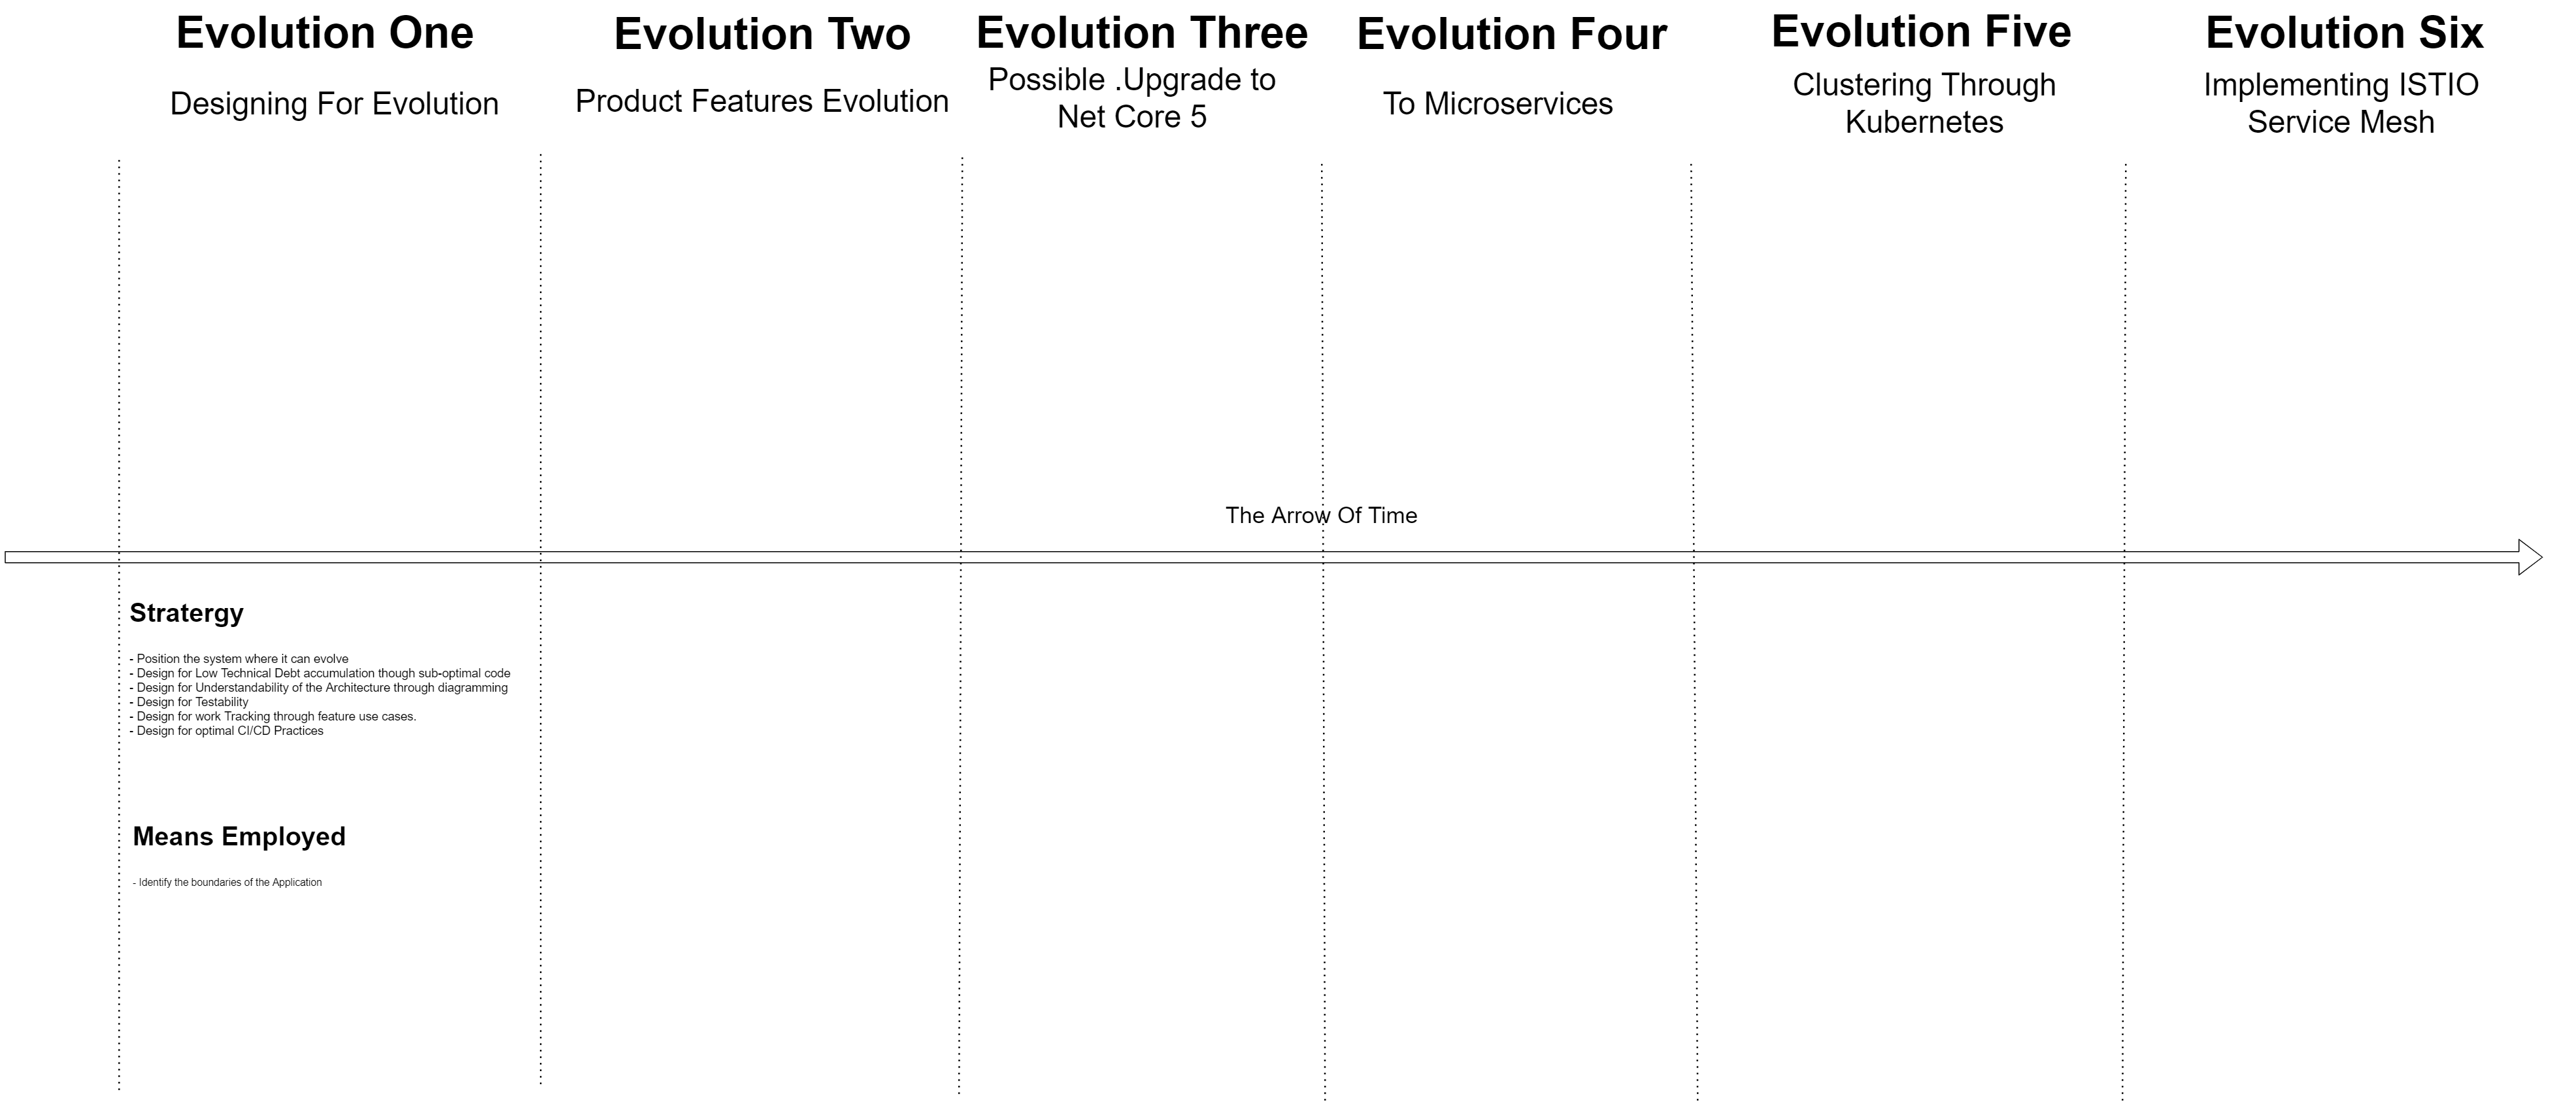 Evolution One
Designing For Evolution
Evolution Two
Product Features Evolution
Evolution Three
Possible .Upgrade to
Net Core 5
Evolution Four
To Microservices
Evolution Five
Clustering Through
Kubernetes
Evolution Six
Implementing ISTIO
Service Mesh
The Arrow Of Time
Stratergy
- Position the system where it can evolve
- Design for Low Technical Debt accumulation though sub-optimal code
- Design for Understandability of the Architecture through diagramming
- Design for Testability
- Design for work Tracking through feature use cases.
- Design for optimal CI/CD Practices
Means Employed
- Identify the boundaries of the Application